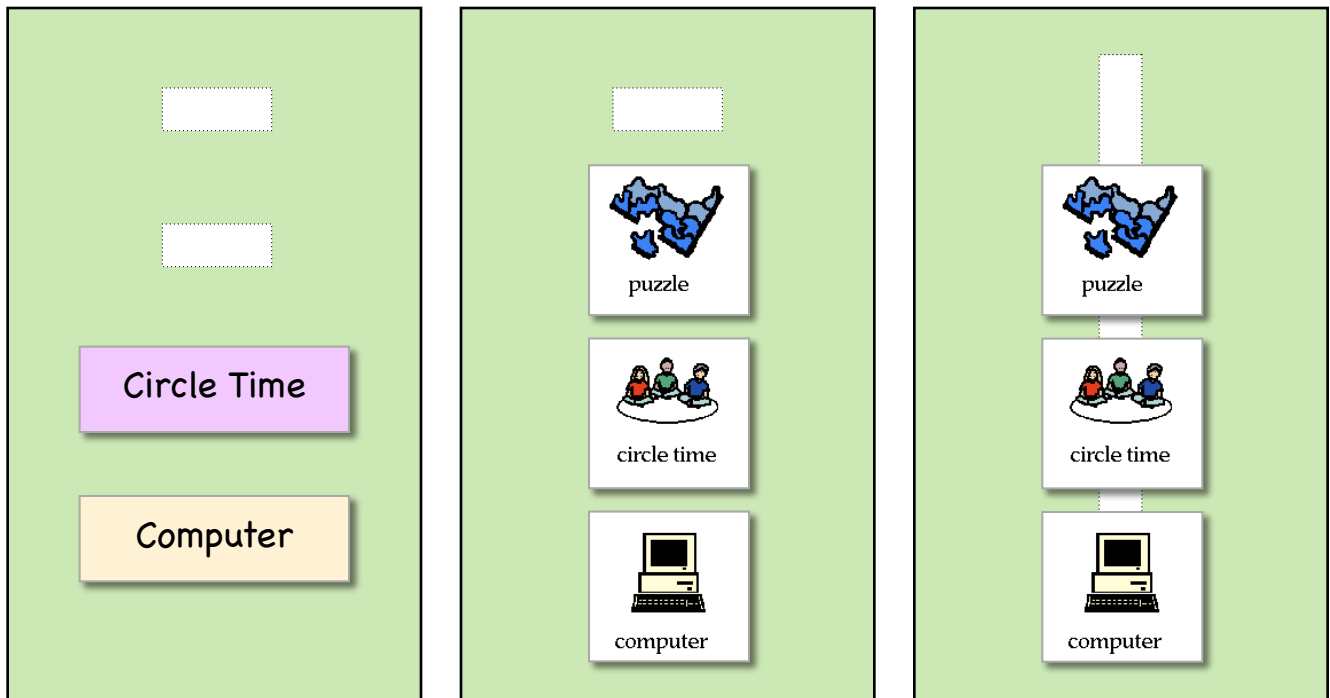 Circle Time
Computer
puzzle
circle time
computer
puzzle
circle time
computer